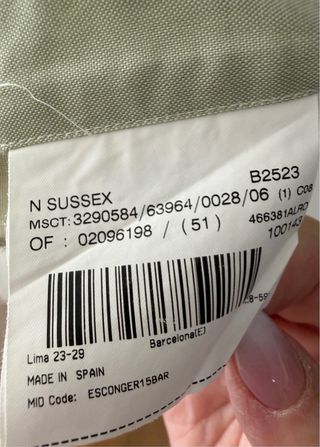 B2523
N SUSSEX
MSCT: 3290584/63964/0028/06 (1) C08
466381ALRO
OF : 02096198 / (51) 100143
Barcelona(E)
Lima 23-29
MADE IN SPAIN
MID Code: ESCONGER15BAR